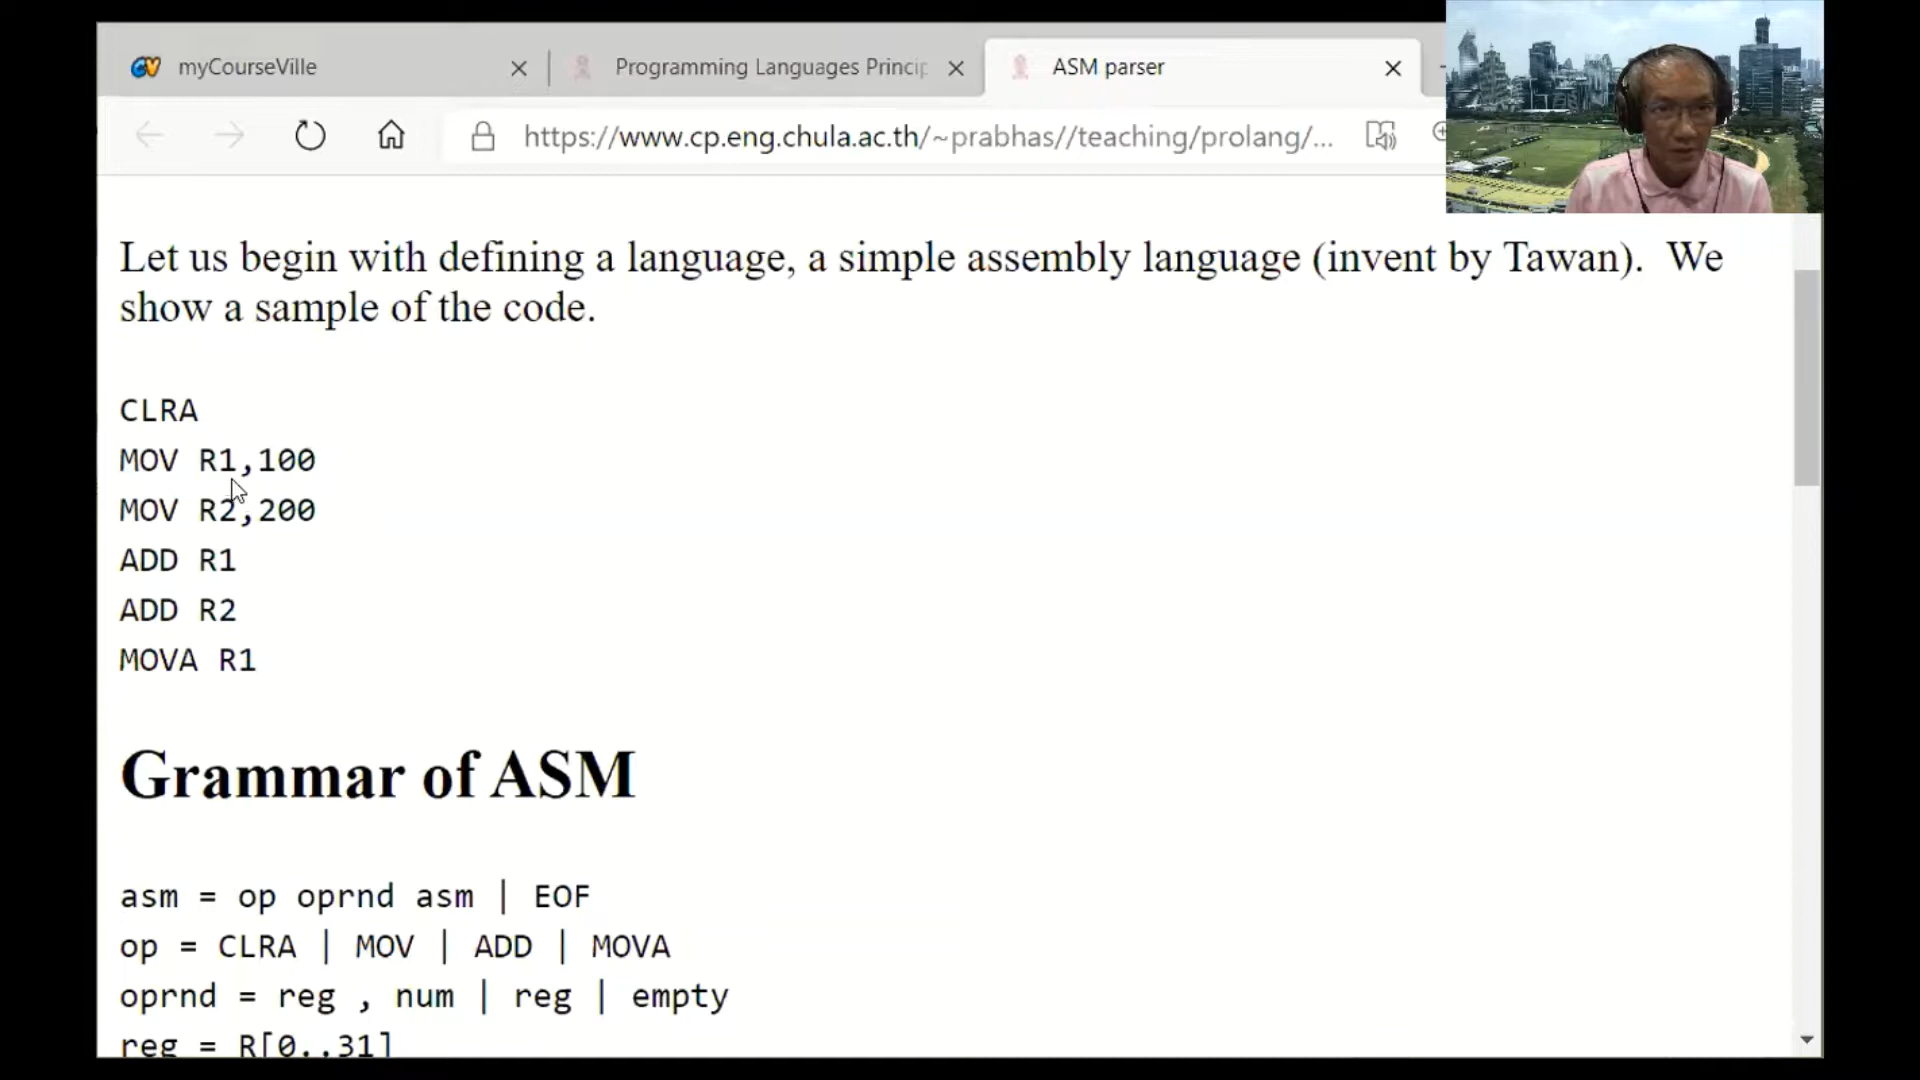 myCourseVille
Programming Languages Princip
ASM parser
https://www.cp.eng.chula.ac.th/~prabhas//teaching/prolang/...
Let us begin with defining a language, a simple assembly language (invent by Tawan). We
show a sample of the code.
CLRA
MOV R1,100
MOV R2,200
ADD R1
ADD R2
MOVA R1
Grammar of ASM
asm = op oprnd asm | EOF
op = CLRA | MOV | ADD | MOVA
oprnd = reg , num | reg | empty
reg = R[0..31]